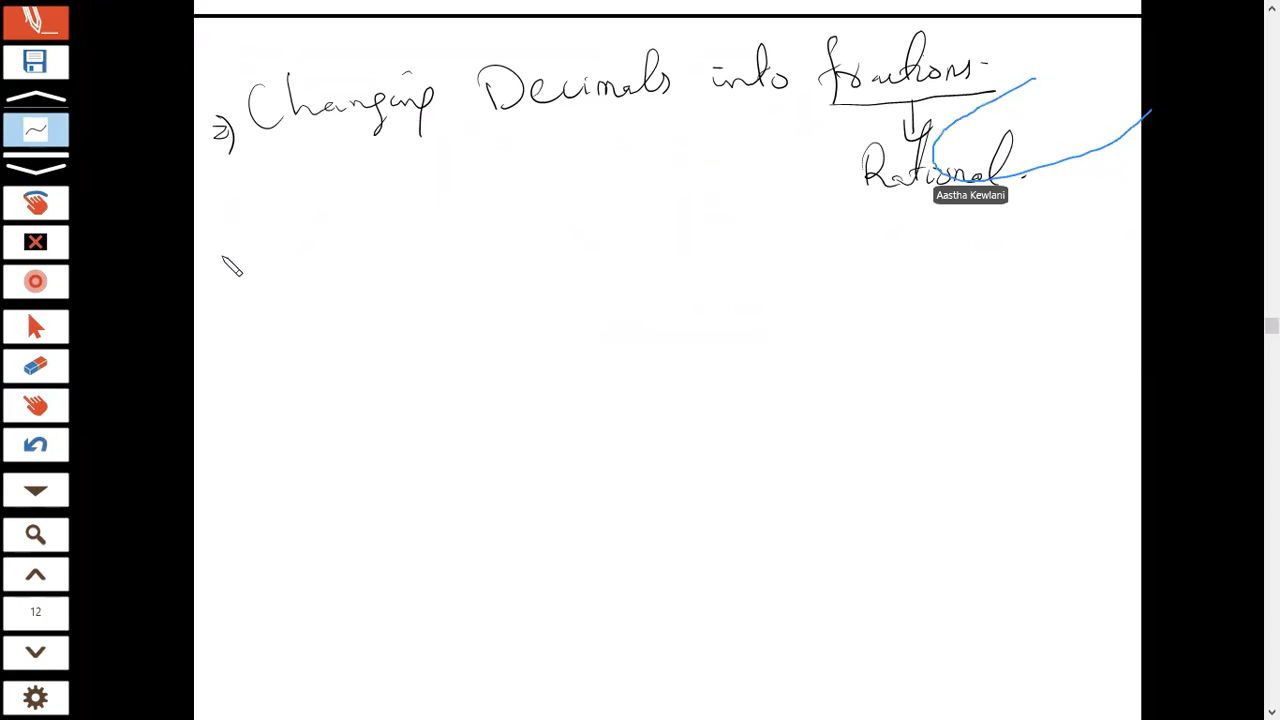 2) Changing Decimals into fractions.
Rational.
Aastha Kewlani
12